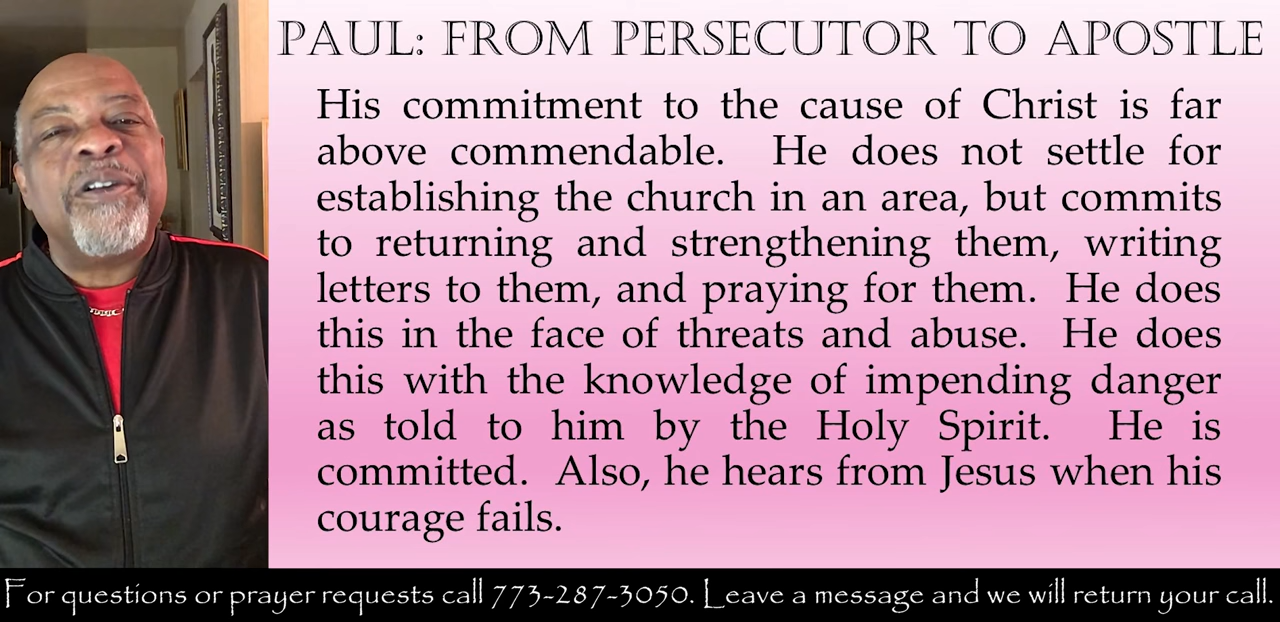 PAUL: FROM PERSECUTOR TO APOSTLE
His commitment to the cause of Christ is far
above commendable. He does not settle for
establishing the church in an area, but commits
to returning and strengthening them, writing
letters to them, and praying for them. He does
this in the face of threats and abuse. He does
this with the knowledge of impending danger
as told to him by the Holy Spirit. He is
committed. Also, he hears from Jesus when his
courage fails.
For questions or prayer requests call 773-287-3050. Leave a message and we will return your call.